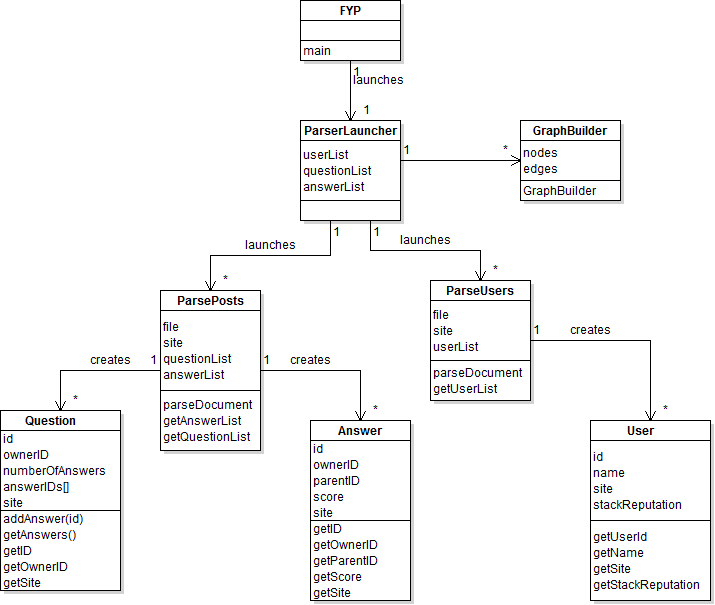 FYP
main
1
launches
1
ParserLauncher
userList
questionList
answerList
1
*
GraphBuilder
nodes
edges
GraphBuilder
1
launches
*
1
launches
*
ParsePosts
file
site
questionList
answerList
parseDocument
getAnswerList
getQuestionList
ParseUsers
file
site
userList
parseDocument
getUserList
creates
1
*
1
creates
*
1
creates
*
Question
id
ownerID
numberOfAnswers
answerIDs[]
site
addAnswer(id)
getAnswers()
getID
getOwnerID
getSite
Answer
id
ownerID
parentID
score
site
getID
getOwnerID
getParentID
getScore
getSite
User
id
name
site
stackReputation
getUserId
getName
getSite
getStackReputation